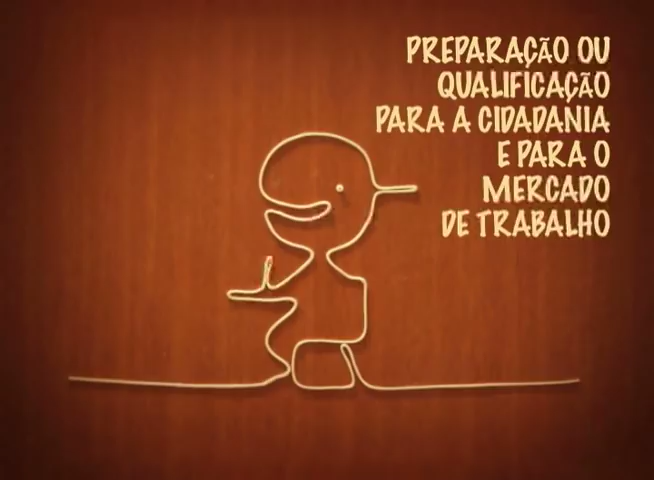 PREPARAÇÃO OU
QUALIFICAÇÃO
PARA A CIDADANIA
E PARA O
MERCADO
DE TRABALHO